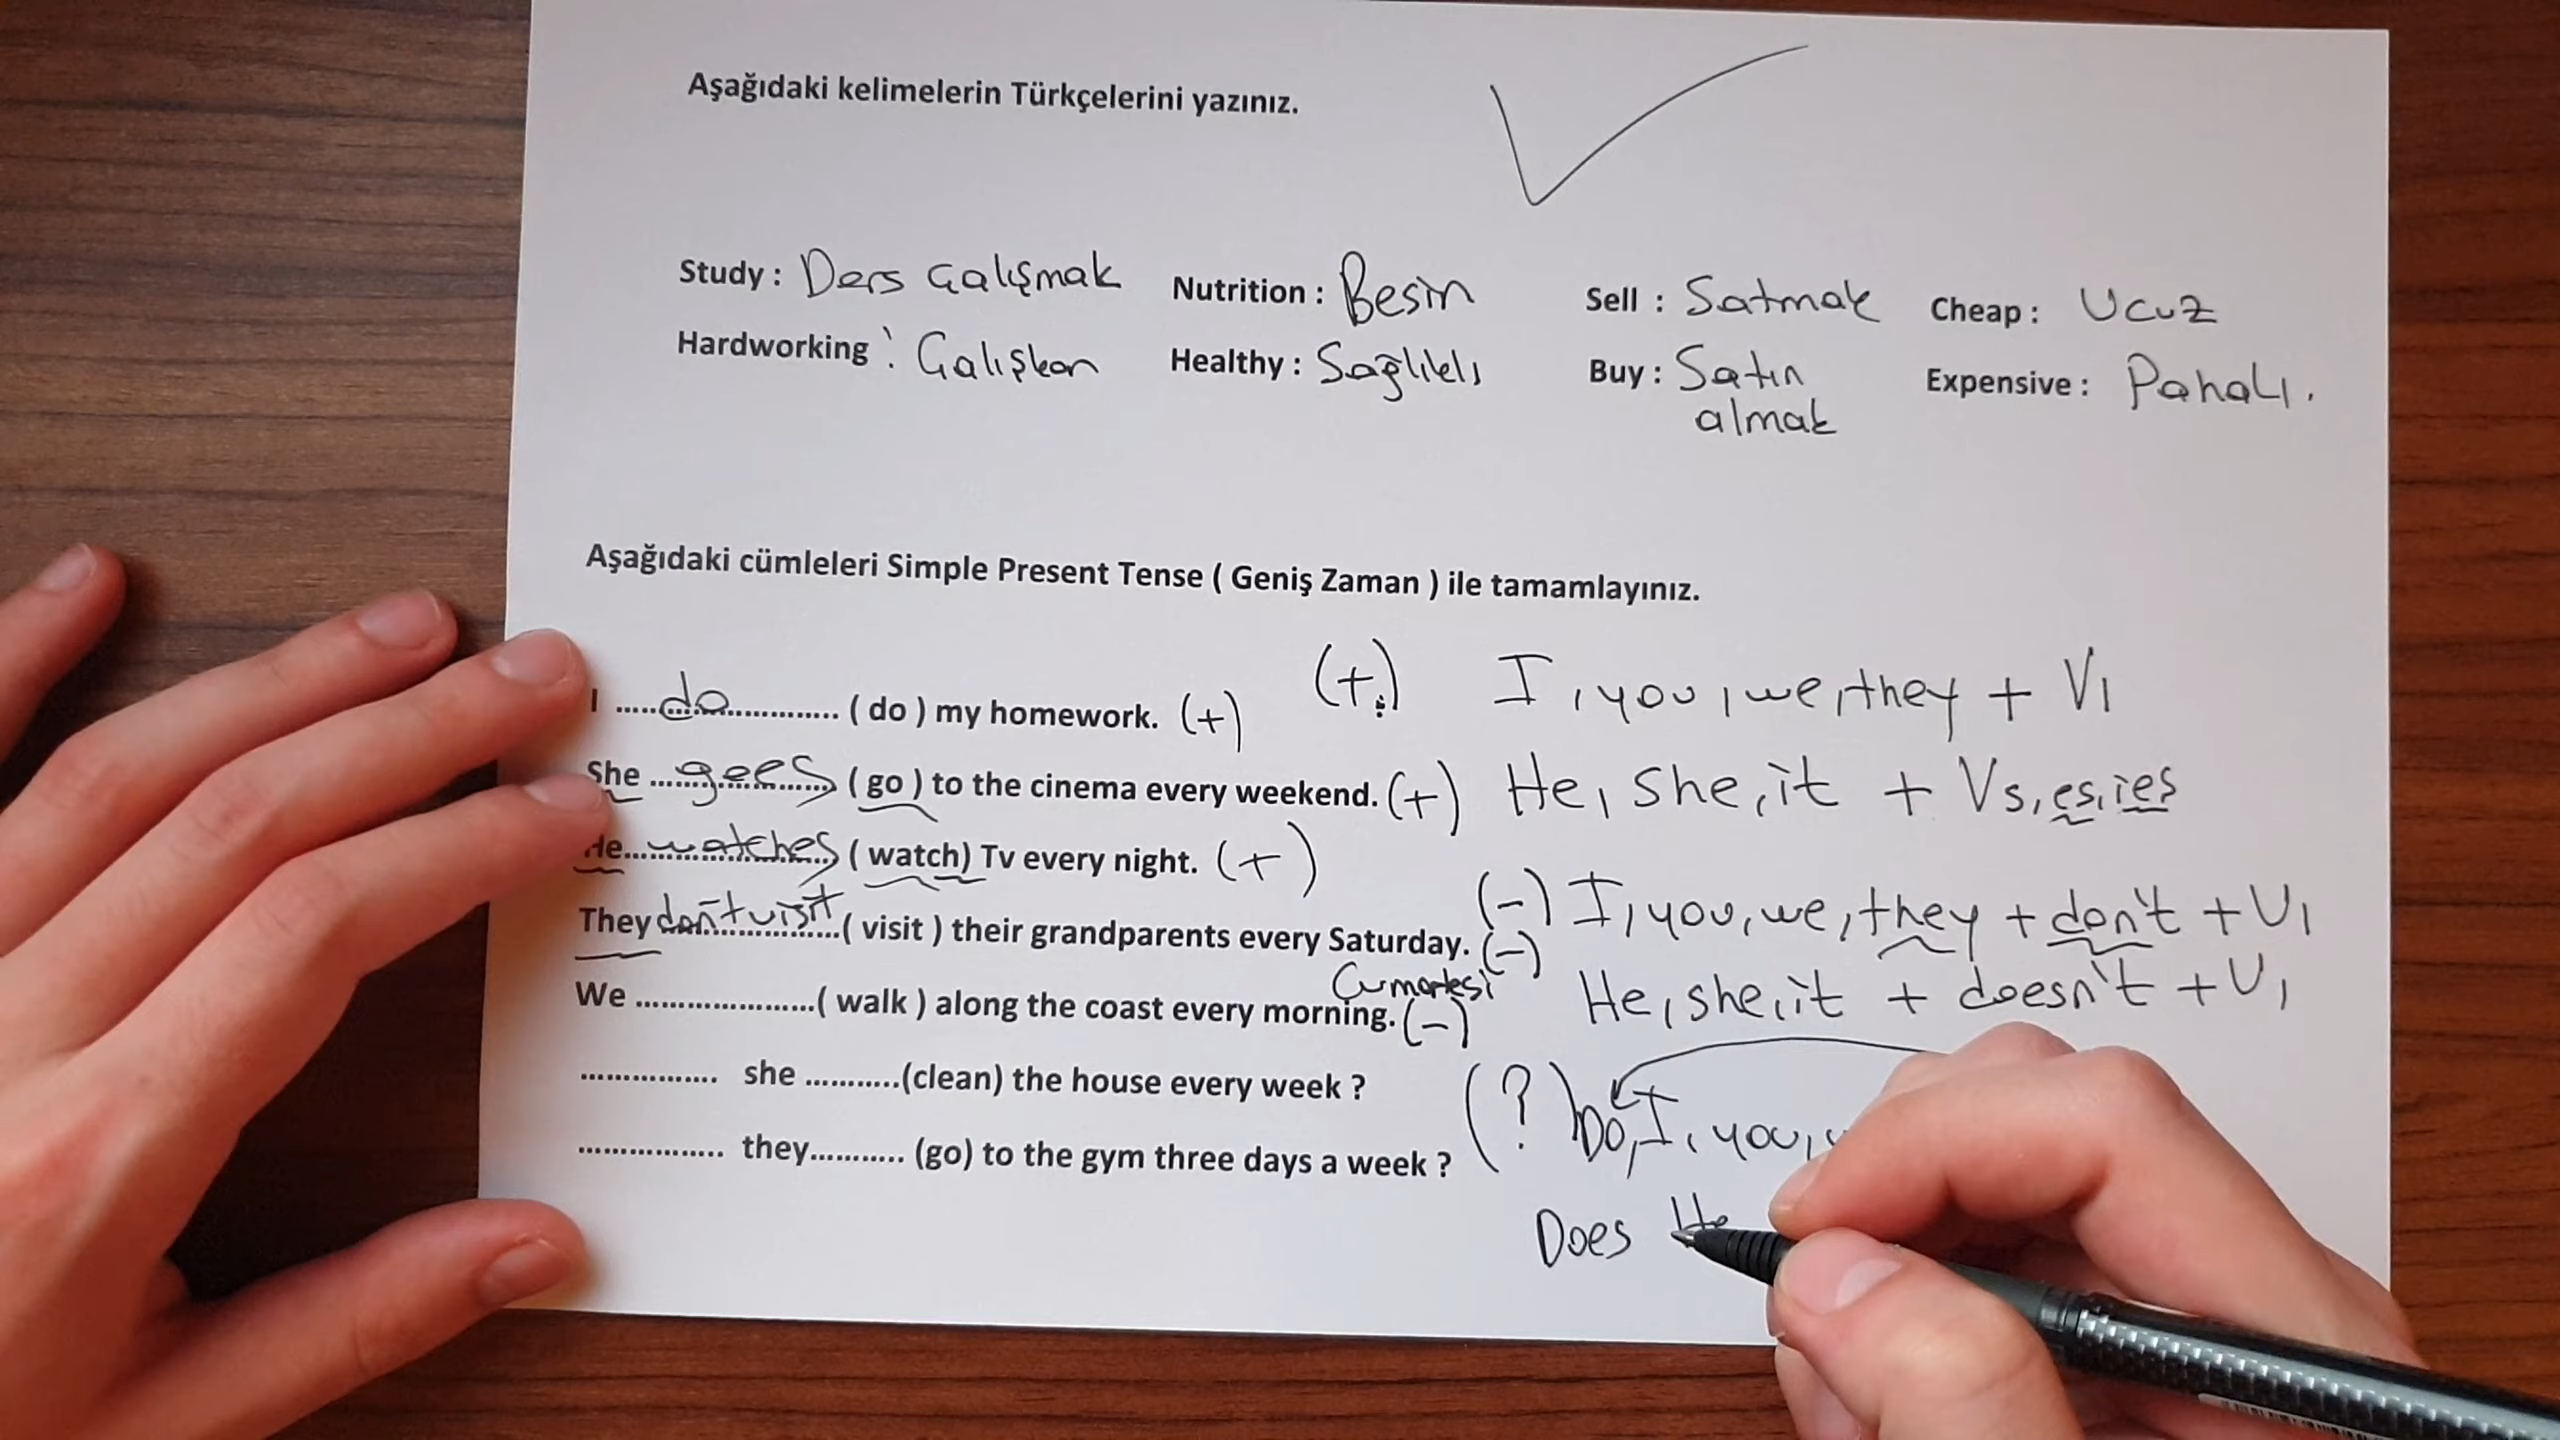 Aşağıdaki kelimelerin Türkçelerini yazınız.
Study : Ders Çalışmak Nutrition : Besin Sell : Satmak Cheap : Ucuz
Hardworking : Çalışkan Healthy : Sağlıklı Buy : Satın almak Expensive : Pahalı.
Aşağıdaki cümleleri Simple Present Tense ( Geniş Zaman ) ile tamamlayınız.
I .....do.............. ( do ) my homework. (+) (+) I, you, we, they + V1
She ...goes... ( go ) to the cinema every weekend. (+) He, she, it + Vs, es, ies
He...watches... ( watch) Tv every night. (+)
They don't visit ( visit ) their grandparents every Saturday. (-) (-) I, you, we, they + don't + V1
Cumartesi
We ....................( walk ) along the coast every morning. (-) He, she, it + doesn't + V1
................ she ...........(clean) the house every week ? (?) Do, I, you,
................. they........... (go) to the gym three days a week ?
Does He